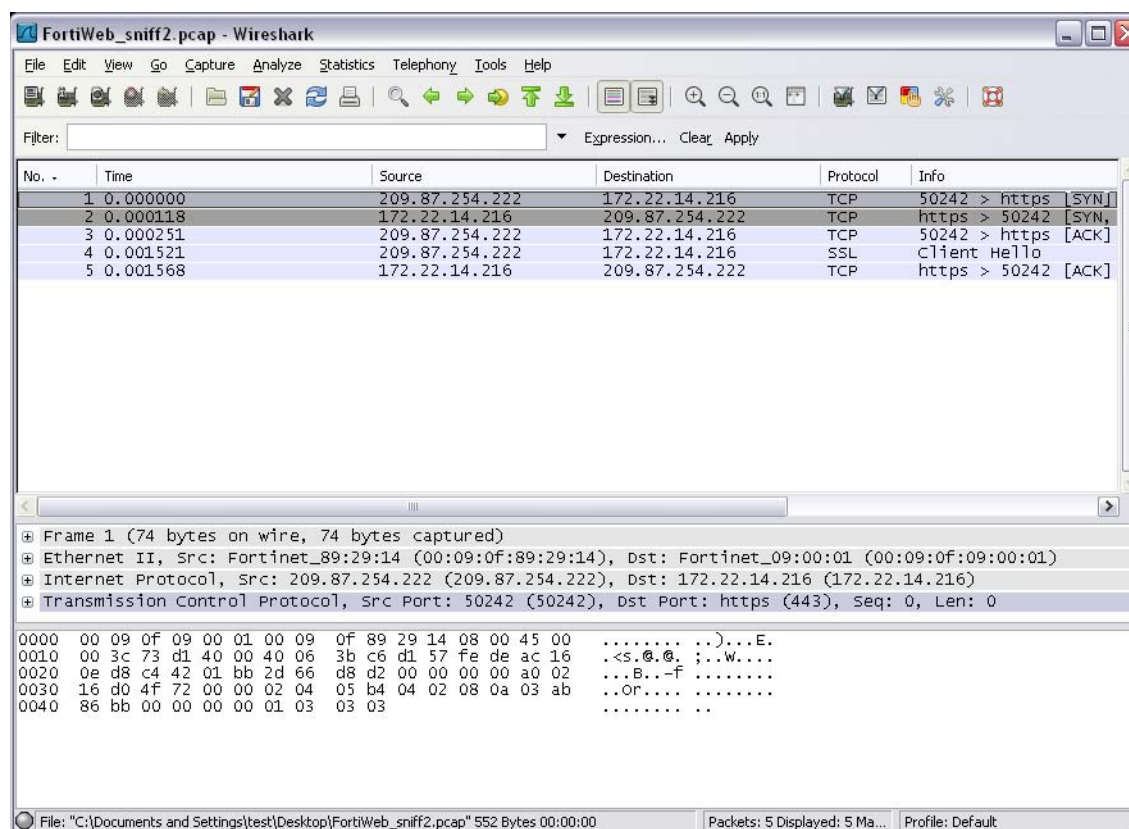 FortiWeb_sniff2.pcap - Wireshark
File Edit View Go Capture Analyze Statistics Telephony Tools Help
Filter: Expression... Clear Apply
No. Time Source Destination Protocol Info
1 0.000000 209.87.254.222 172.22.14.216 TCP 50242 > https [SYN]
2 0.000118 172.22.14.216 209.87.254.222 TCP https > 50242 [SYN,
3 0.000251 209.87.254.222 172.22.14.216 TCP 50242 > https [ACK]
4 0.001521 209.87.254.222 172.22.14.216 SSL Client Hello
5 0.001568 172.22.14.216 209.87.254.222 TCP https > 50242 [ACK]
Frame 1 (74 bytes on wire, 74 bytes captured)
Ethernet II, Src: Fortinet_89:29:14 (00:09:0f:89:29:14), Dst: Fortinet_09:00:01 (00:09:0f:09:00:01)
Internet Protocol, Src: 209.87.254.222 (209.87.254.222), Dst: 172.22.14.216 (172.22.14.216)
Transmission Control Protocol, Src Port: 50242 (50242), Dst Port: https (443), Seq: 0, Len: 0
0000 00 09 0f 09 00 01 00 09 0f 89 29 14 08 00 45 00 ........ ..)...E.
0010 00 3c 73 d1 40 00 40 06 3b c6 d1 57 fe de ac 16 .<s.@.@. ;..W....
0020 0e d8 c4 42 01 bb 2d 66 d8 d2 00 00 00 00 a0 02 ...B..-f ........
0030 16 d0 4f 72 00 00 02 04 05 b4 04 02 08 0a 03 ab ..Or.... ........
0040 86 bb 00 00 00 00 01 03 03 03 ........ ..
File: "C:\Documents and Settings\test\Desktop\FortiWeb_sniff2.pcap" 552 Bytes 00:00:00 Packets: 5 Displayed: 5 Ma... Profile: Default